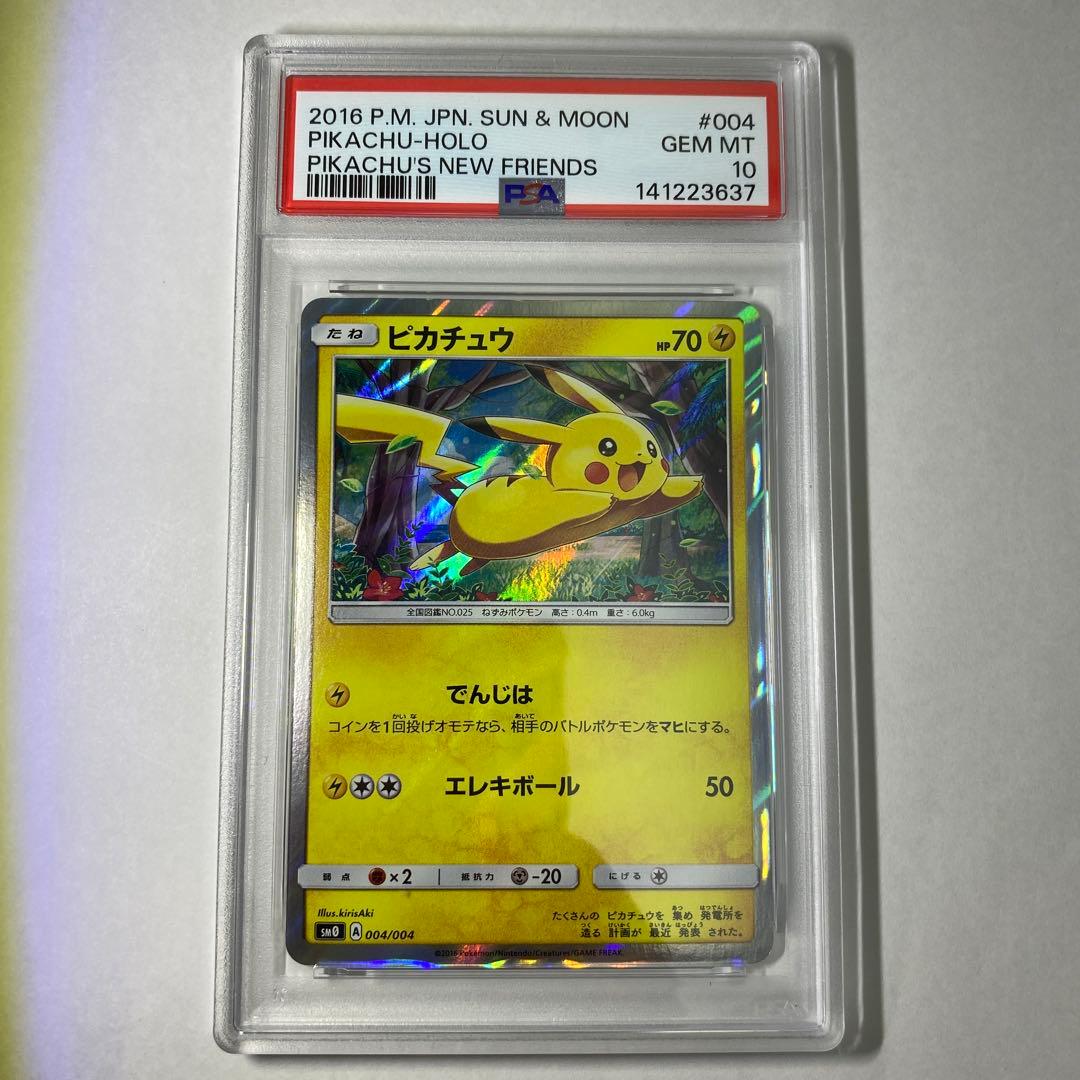 2016 P.M. JPN. SUN & MOON #004
PIKACHU-HOLO GEM MT
PIKACHU'S NEW FRIENDS 10
PSA 141223637
たね ピカチュウ HP70
全国図鑑NO.025 ねずみポケモン 高さ:0.4m 重さ:6.0kg
でんじは
コインを1回投げオモテなら、相手のバトルポケモンをマヒにする。
エレキボール 50
弱点 ×2 抵抗力 -20 にげる
Illus.kirisAki
たくさんの ピカチュウを 集め 発電所を
造る 計画が 最近 発表 された。
SM0 A 004/004
©2016 Pokémon/Nintendo/Creatures/GAME FREAK.